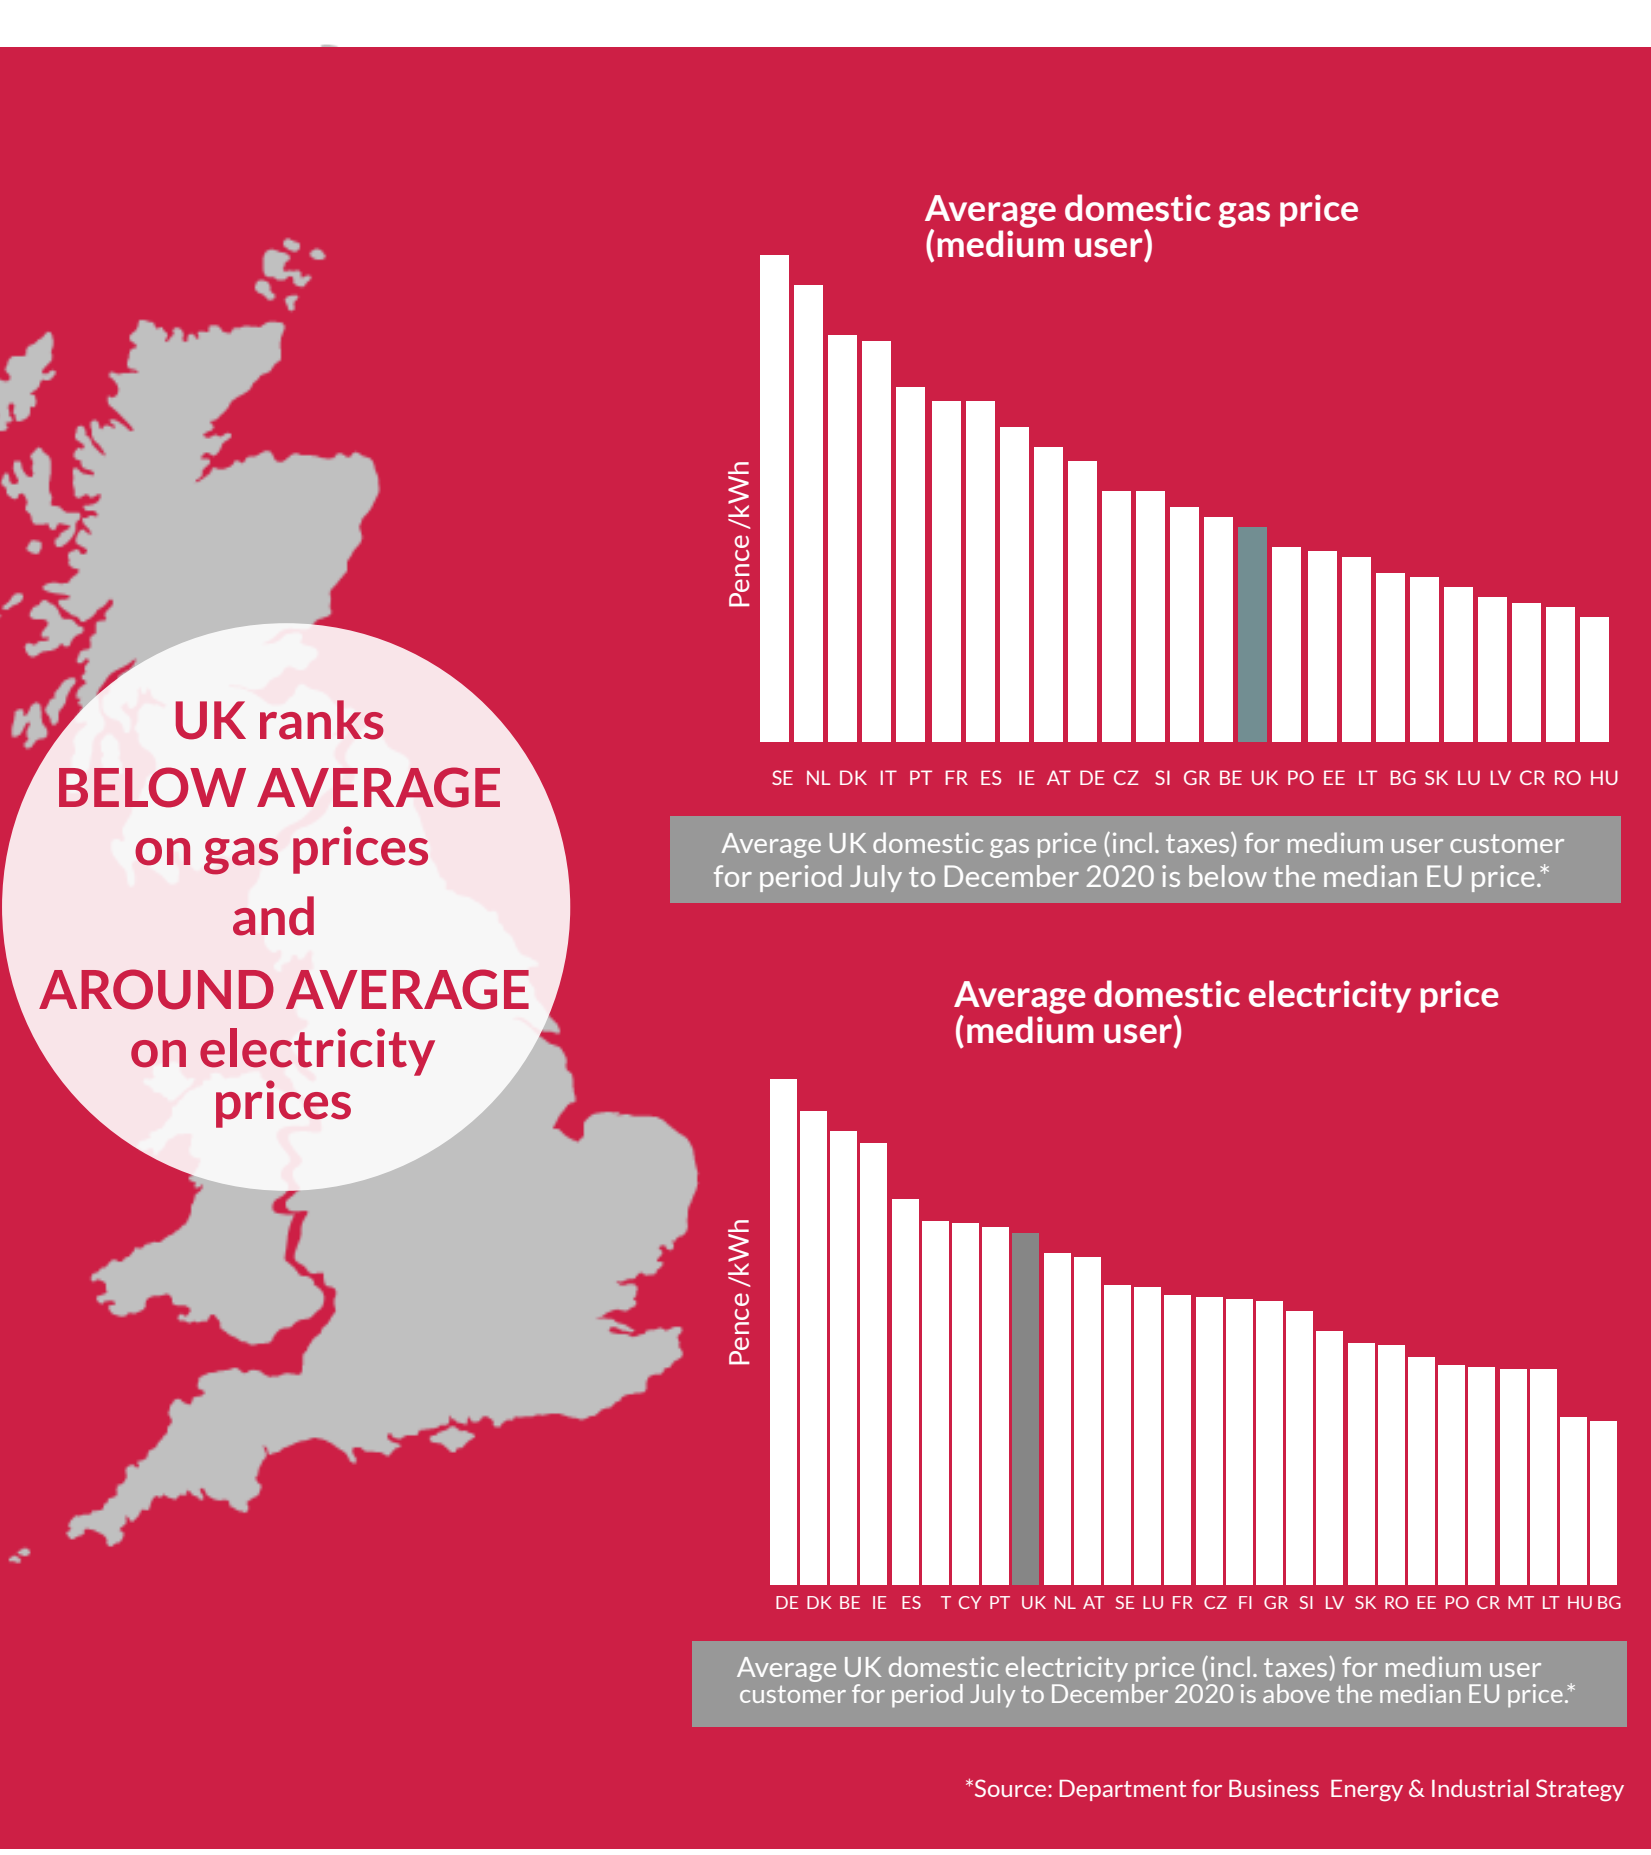 UK ranks
BELOW AVERAGE
on gas prices
and
AROUND AVERAGE
on electricity
prices
Average domestic gas price
(medium user)
Pence /kWh
SE NL DK IT PT FR ES IE AT DE CZ SI GR BE UK PO EE LT BG SK LU LV CR RO HU
Average UK domestic gas price (incl. taxes) for medium user customer
for period July to December 2020 is below the median EU price.*
Average domestic electricity price
(medium user)
Pence /kWh
DE DK BE IE ES T CY PT UK NL AT SE LU FR CZ FI GR SI LV SK RO EE PO CR MT LT HU BG
Average UK domestic electricity price (incl. taxes) for medium user
customer for period July to December 2020 is above the median EU price.*
*Source: Department for Business Energy & Industrial Strategy